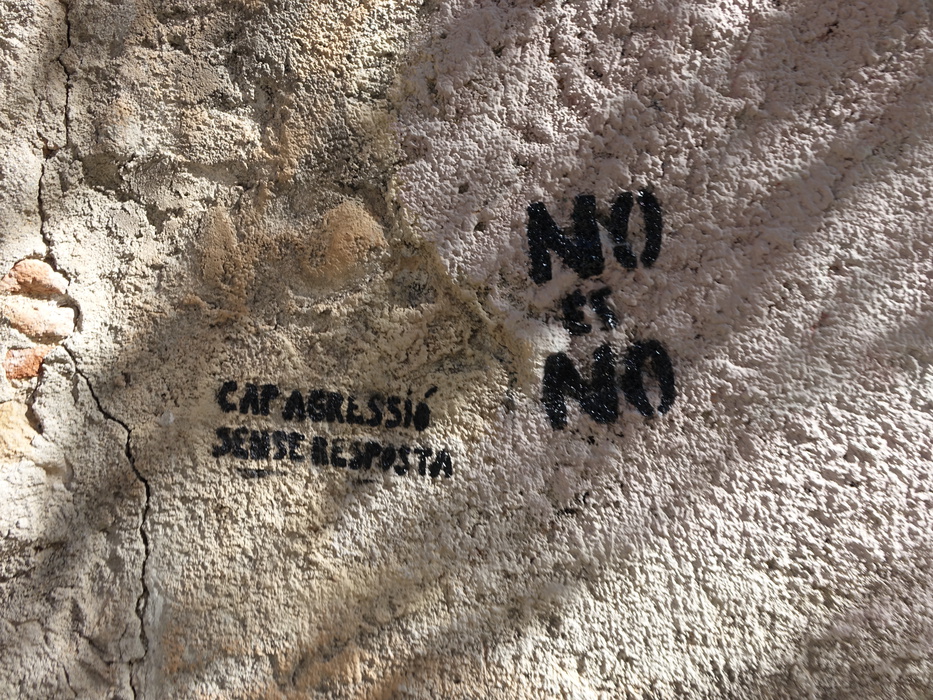 CAP AGRESSIÓ
SENSE RESPOSTA
NO
ES
NO